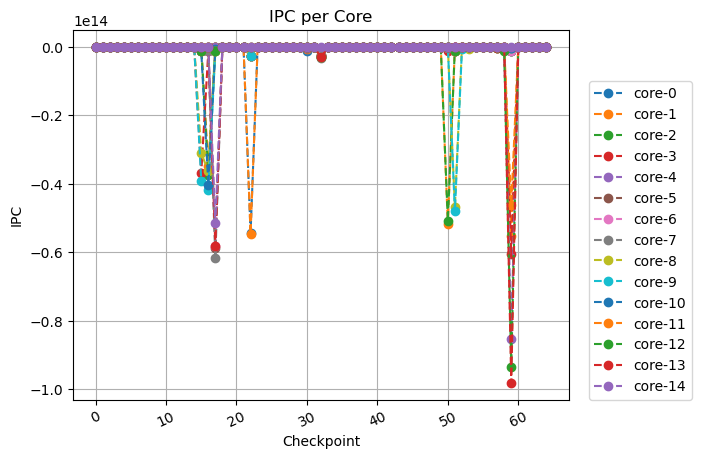 IPC per Core
1e14
0.0
−0.2
−0.4
−0.6
−0.8
−1.0
IPC
0
10
20
30
40
50
60
Checkpoint
core-0
core-1
core-2
core-3
core-4
core-5
core-6
core-7
core-8
core-9
core-10
core-11
core-12
core-13
core-14